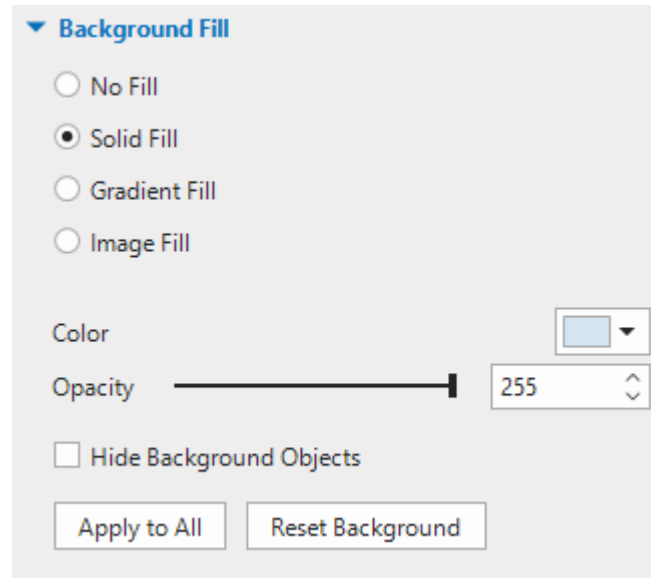 Background Fill
No Fill
Solid Fill
Gradient Fill
Image Fill
Color
Opacity 255
Hide Background Objects
Apply to All Reset Background